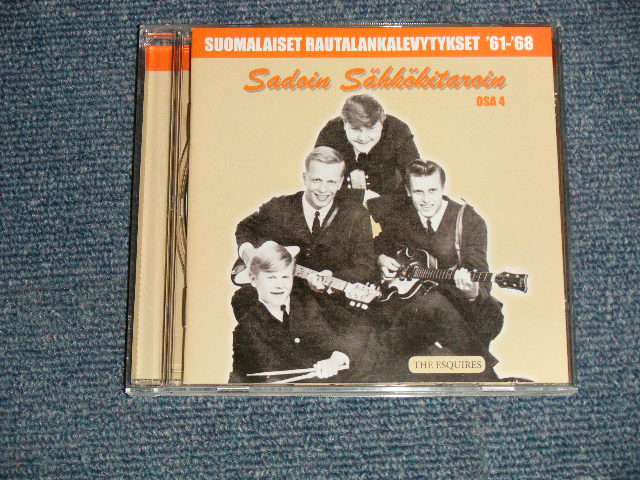 SUOMALAISET RAUTALANKALEVYTYKSET '61-'68
Sadoin Sähkökitaroin
OSA 4
THE ESQUIRES